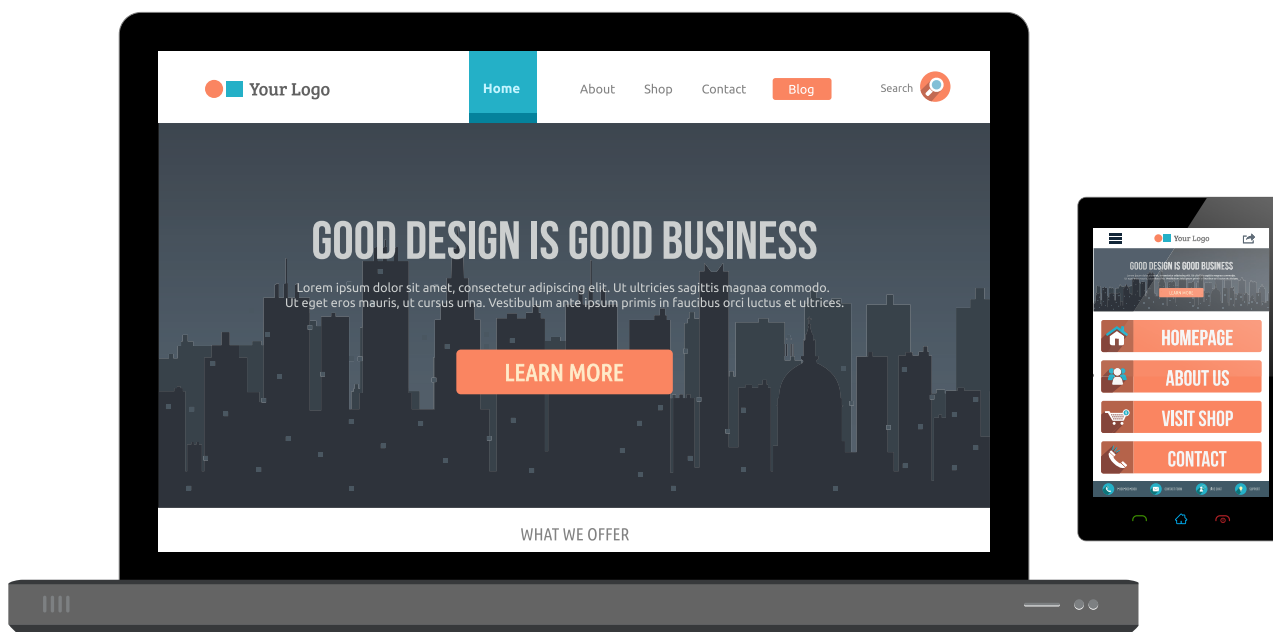 Your Logo
Home
About
Shop
Contact
Blog
Search
GOOD DESIGN IS GOOD BUSINESS
Lorem ipsum dolor sit amet, consectetur adipiscing elit. Ut ultricies sagittis magnaa commodo.
Ut eget eros mauris, ut cursus urna. Vestibulum ante ipsum primis in faucibus orci luctus et ultrices.
LEARN MORE
WHAT WE OFFER
Your Logo
GOOD DESIGN IS GOOD BUSINESS
LEARN MORE
HOMEPAGE
ABOUT US
VISIT SHOP
CONTACT